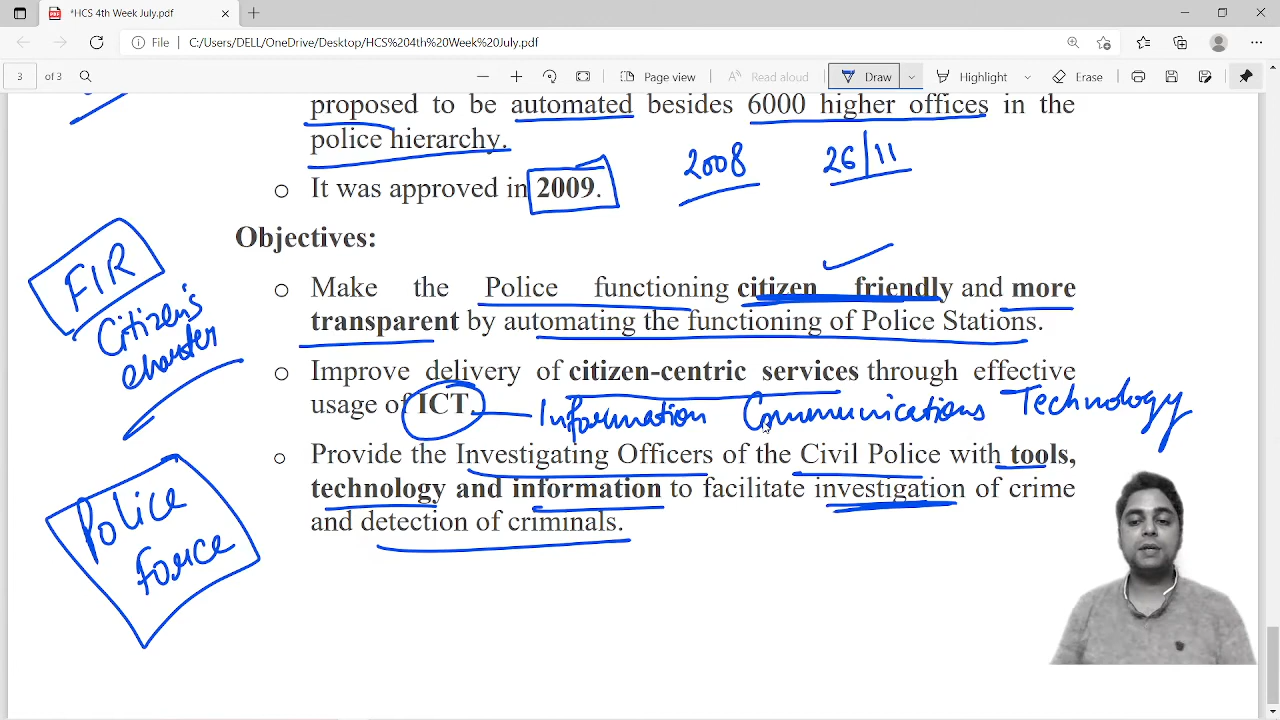 *HCS 4th Week July.pdf
File C:/Users/DELL/OneDrive/Desktop/HCS%204th%20Week%20July.pdf
3 of 3 Page view Read aloud Draw Highlight Erase
proposed to be automated besides 6000 higher offices in the
police hierarchy.
2008 26/11
It was approved in 2009.
Objectives:
FIR
Citizen's
charter
Make the Police functioning citizen friendly and more
transparent by automating the functioning of Police Stations.
Improve delivery of citizen-centric services through effective
usage of ICT
Information Communications Technology
Provide the Investigating Officers of the Civil Police with tools,
technology and information to facilitate investigation of crime
and detection of criminals.
Police
force